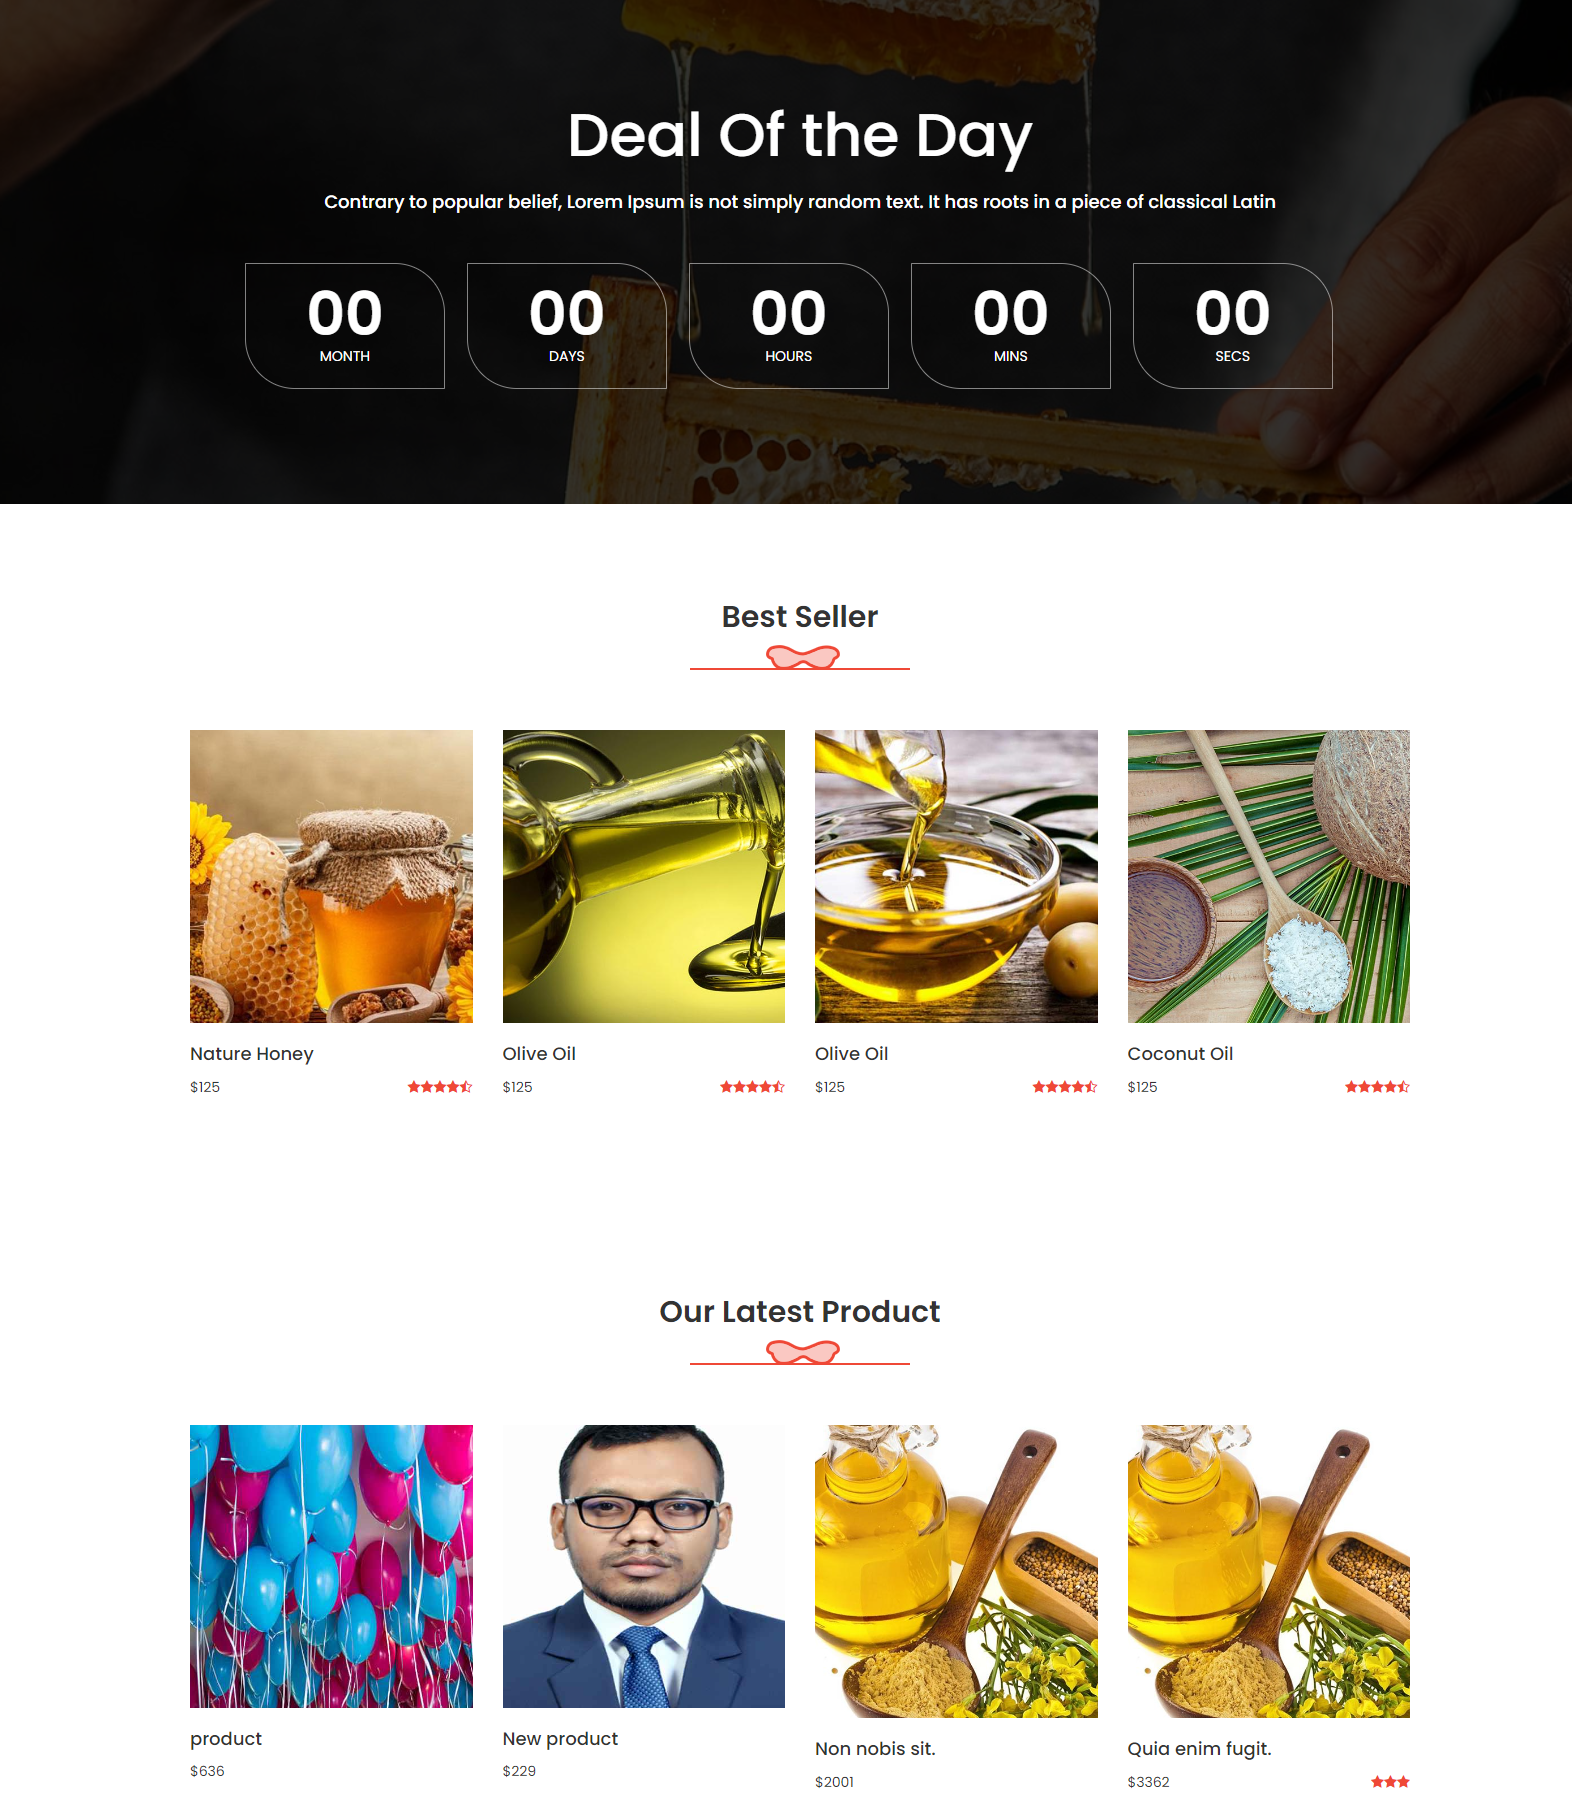 Deal Of the Day
Contrary to popular belief, Lorem Ipsum is not simply random text. It has roots in a piece of classical Latin
00 00 00 00 00
MONTH DAYS HOURS MINS SECS
Best Seller
Nature Honey Olive Oil Olive Oil Coconut Oil
$125 $125 $125 $125
Our Latest Product
product New product Non nobis sit. Quia enim fugit.
$636 $229 $2001 $3362